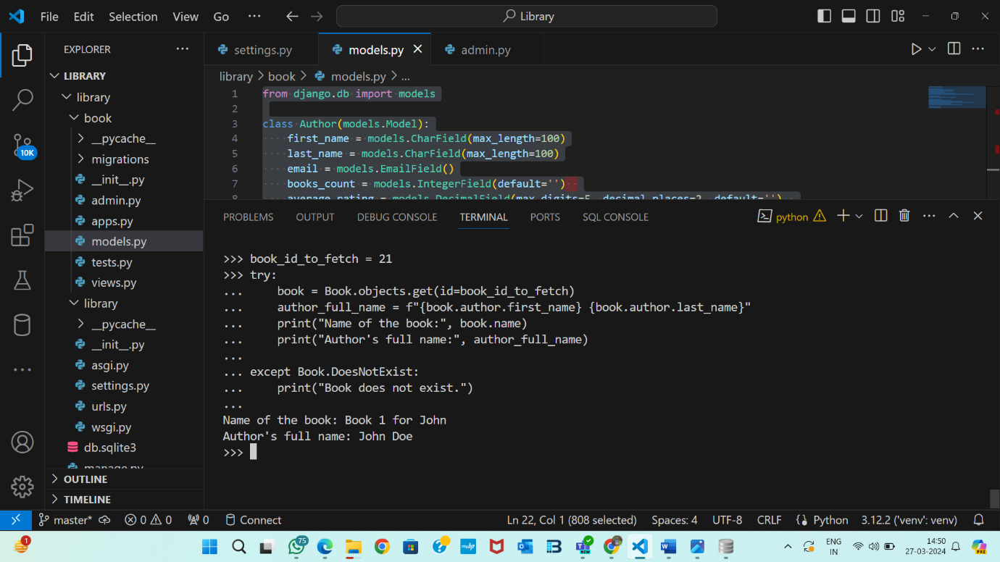 File Edit Selection View Go ··· Library
EXPLORER ···
settings.py models.py admin.py
LIBRARY
library
book
__pycache__
migrations
__init__.py
admin.py
apps.py
models.py
tests.py
views.py
library
__pycache__
__init__.py
asgi.py
settings.py
urls.py
wsgi.py
db.sqlite3
manage.py
OUTLINE
TIMELINE
10K
library > book > models.py > ...
1 from django.db import models
2
3 class Author(models.Model):
4 first_name = models.CharField(max_length=100)
5 last_name = models.CharField(max_length=100)
6 email = models.EmailField()
7 books_count = models.IntegerField(default='')
8 average_rating = models.DecimalField(max_digits=5, decimal_places=2, default='')
PROBLEMS OUTPUT DEBUG CONSOLE TERMINAL PORTS SQL CONSOLE python
>>> book_id_to_fetch = 21
>>> try:
... book = Book.objects.get(id=book_id_to_fetch)
... author_full_name = f"{book.author.first_name} {book.author.last_name}"
... print("Name of the book:", book.name)
... print("Author's full name:", author_full_name)
...
... except Book.DoesNotExist:
... print("Book does not exist.")
...
Name of the book: Book 1 for John
Author's full name: John Doe
>>>
master* 0 0 0 Connect Ln 22, Col 1 (808 selected) Spaces: 4 UTF-8 CRLF Python 3.12.2 ('venv': venv)
1 75 NEW ENG IN 14:50 27-03-2024 PRE